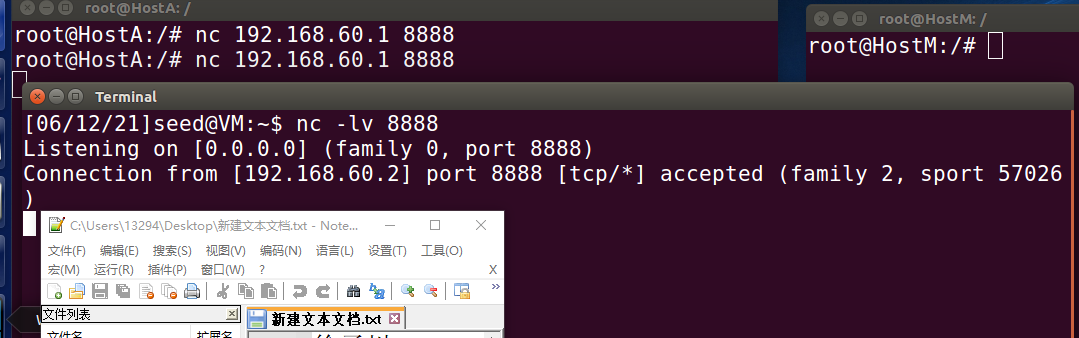 root@HostA: /
root@HostM: /
root@HostA:/# nc 192.168.60.1 8888
root@HostA:/# nc 192.168.60.1 8888
root@HostM:/#
Terminal
[06/12/21]seed@VM:~$ nc -lv 8888
Listening on [0.0.0.0] (family 0, port 8888)
Connection from [192.168.60.2] port 8888 [tcp/*] accepted (family 2, sport 57026
)
C:\Users\13294\Desktop\新建文本文档.txt - Note...
文件(F) 编辑(E) 搜索(S) 视图(V) 编码(N) 语言(L) 设置(T) 工具(O)
宏(M) 运行(R) 插件(P) 窗口(W) ? X
文件列表
新建文本文档.txt
文件名 扩展名